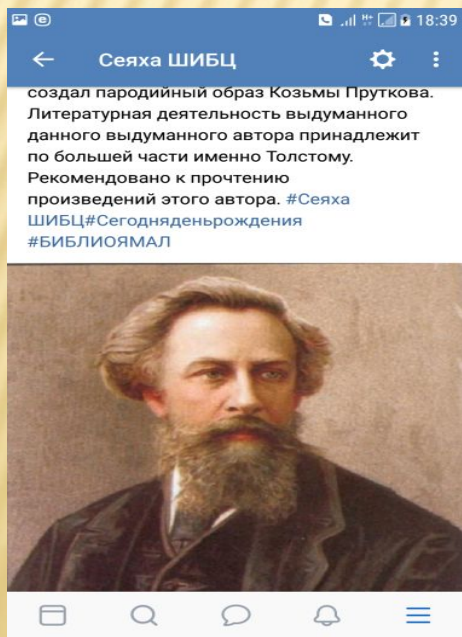 18:39
Сеяха ШИБЦ
создал пародийный образ Козьмы Пруткова.
Литературная деятельность выдуманного
данного выдуманного автора принадлежит
по большей части именно Толстому.
Рекомендовано к прочтению
произведений этого автора. #Сеяха
ШИБЦ#Сегодняденьрождения
#БИБЛИОЯМАЛ